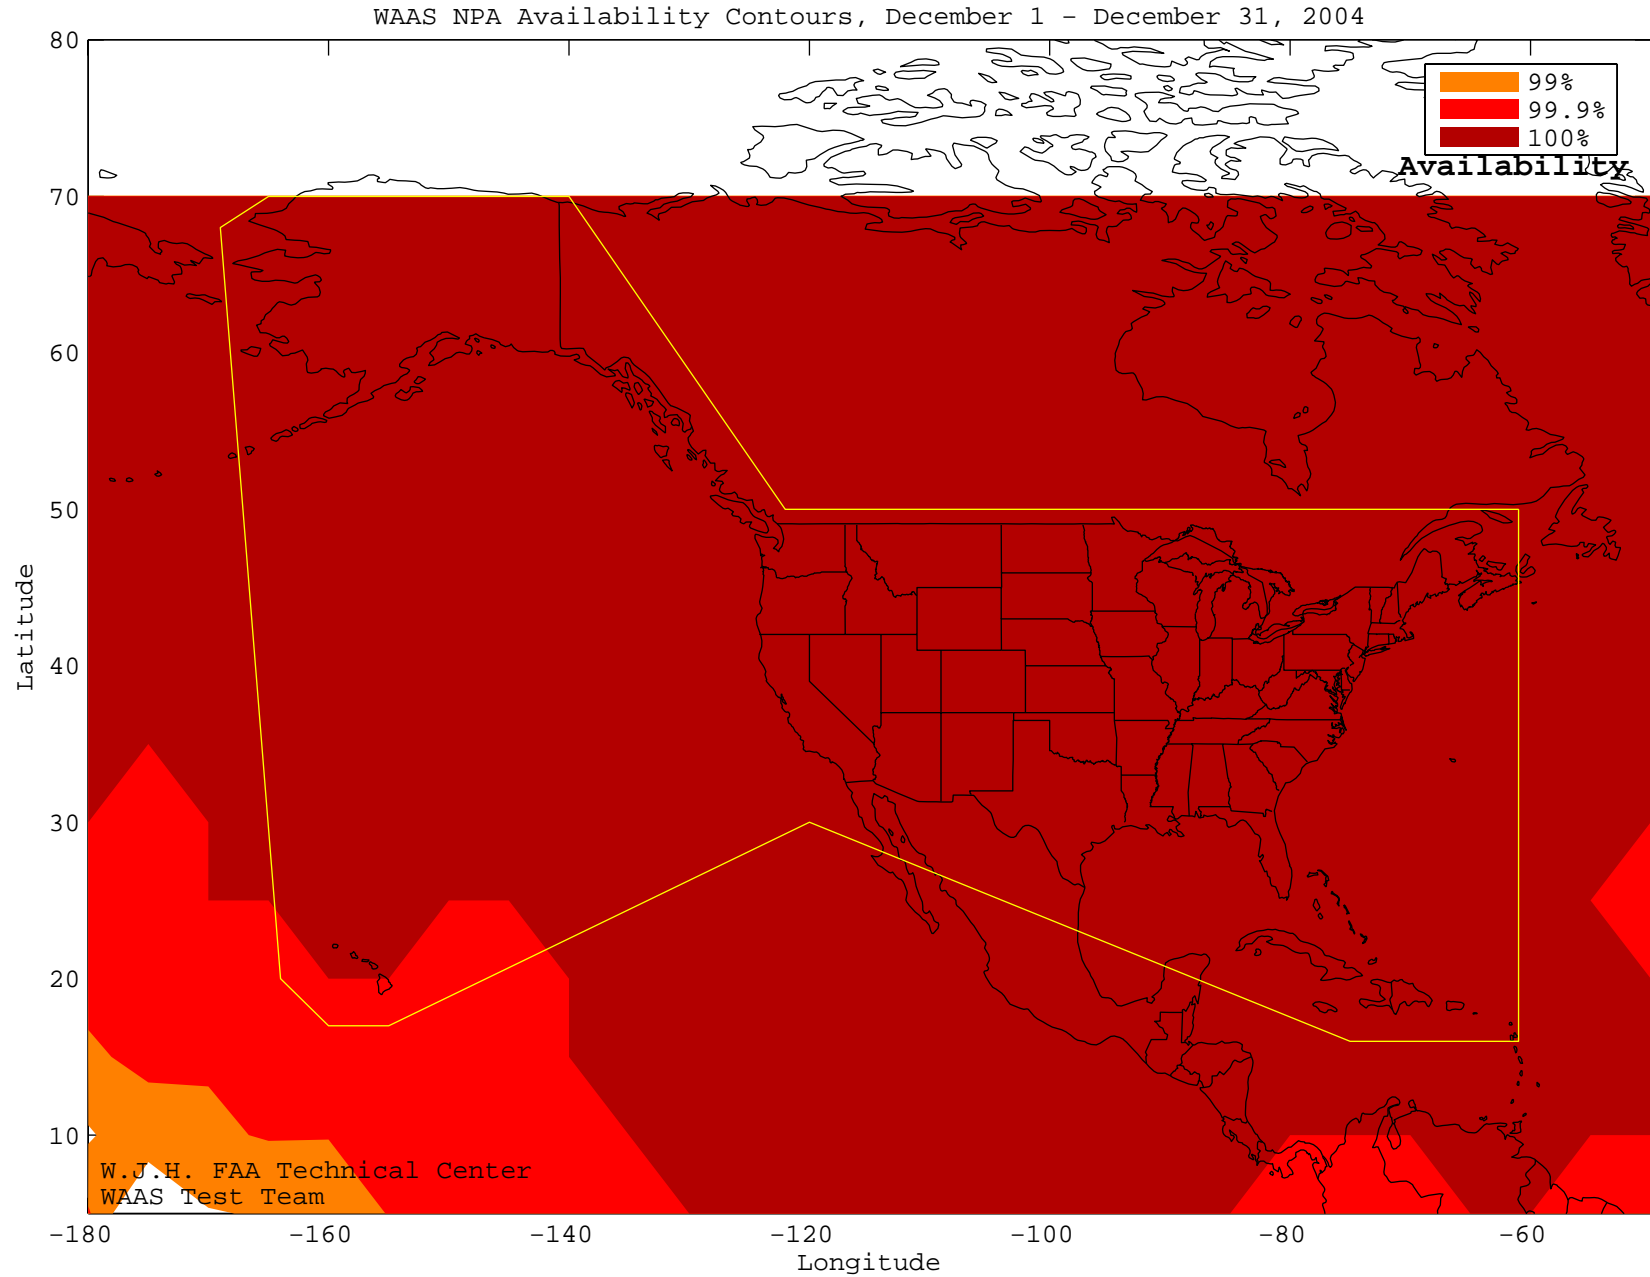 WAAS NPA Availability Contours, December 1 - December 31, 2004
80
70
60
50
40
30
20
10
Latitude
99%
99.9%
100%
Availability
W.J.H. FAA Technical Center
WAAS Test Team
-180 -160 -140 -120 -100 -80 -60
Longitude